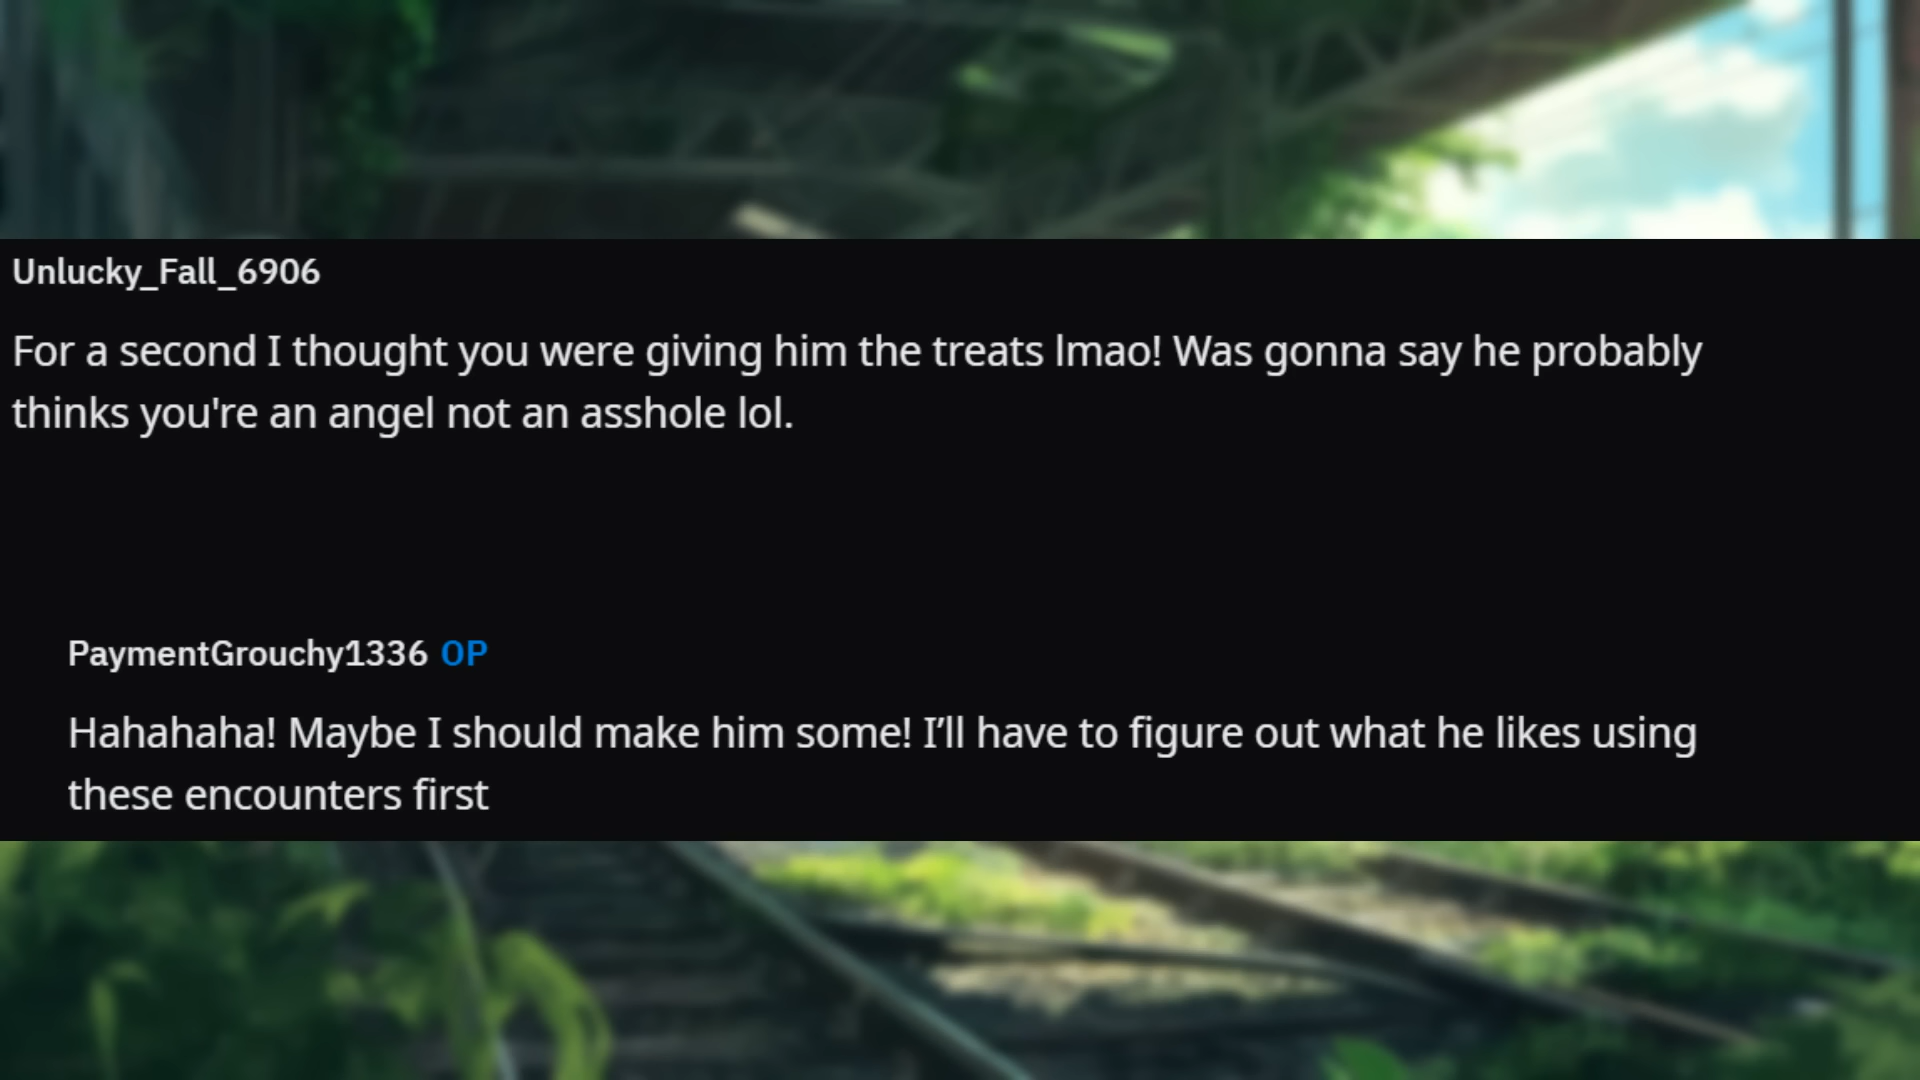 Unlucky_Fall_6906
For a second I thought you were giving him the treats lmao! Was gonna say he probably
thinks you're an angel not an asshole lol.
PaymentGrouchy1336 OP
Hahahaha! Maybe I should make him some! I’ll have to figure out what he likes using
these encounters first